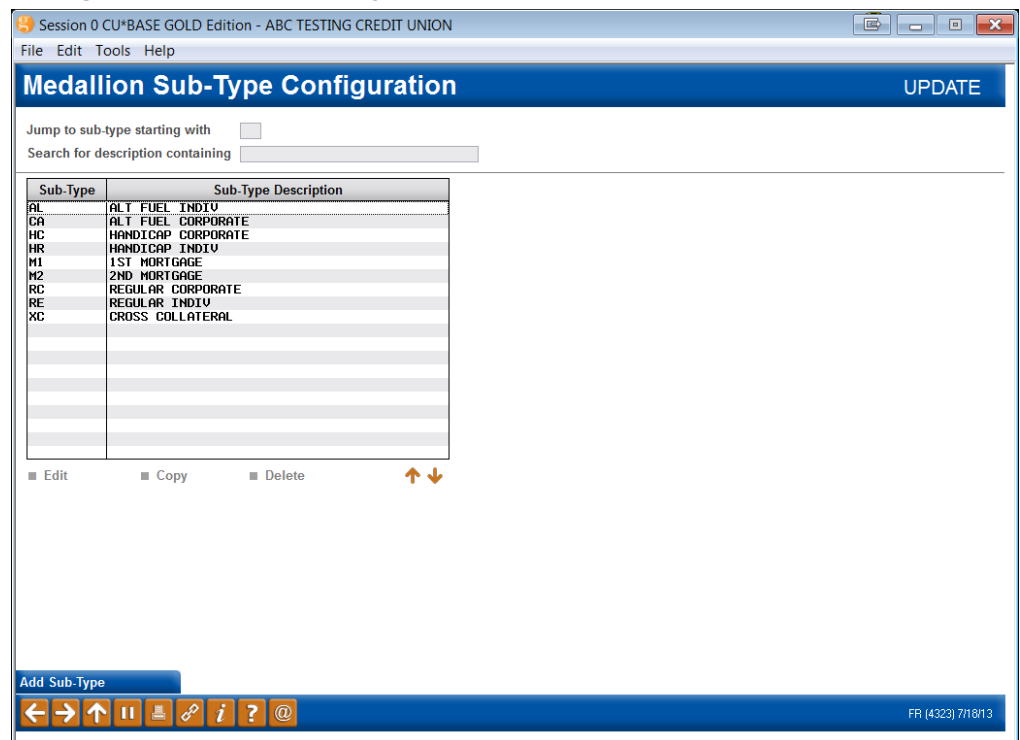 Session 0 CU*BASE GOLD Edition - ABC TESTING CREDIT UNION
File Edit Tools Help
Medallion Sub-Type Configuration UPDATE
Jump to sub-type starting with
Search for description containing
Sub-Type Sub-Type Description
AL ALT FUEL INDIV
CA ALT FUEL CORPORATE
HC HANDICAP CORPORATE
HR HANDICAP INDIV
M1 1ST MORTGAGE
M2 2ND MORTGAGE
RC REGULAR CORPORATE
RE REGULAR INDIV
XC CROSS COLLATERAL
Edit Copy Delete
Add Sub-Type
i ? @ FR (4323) 7/18/13